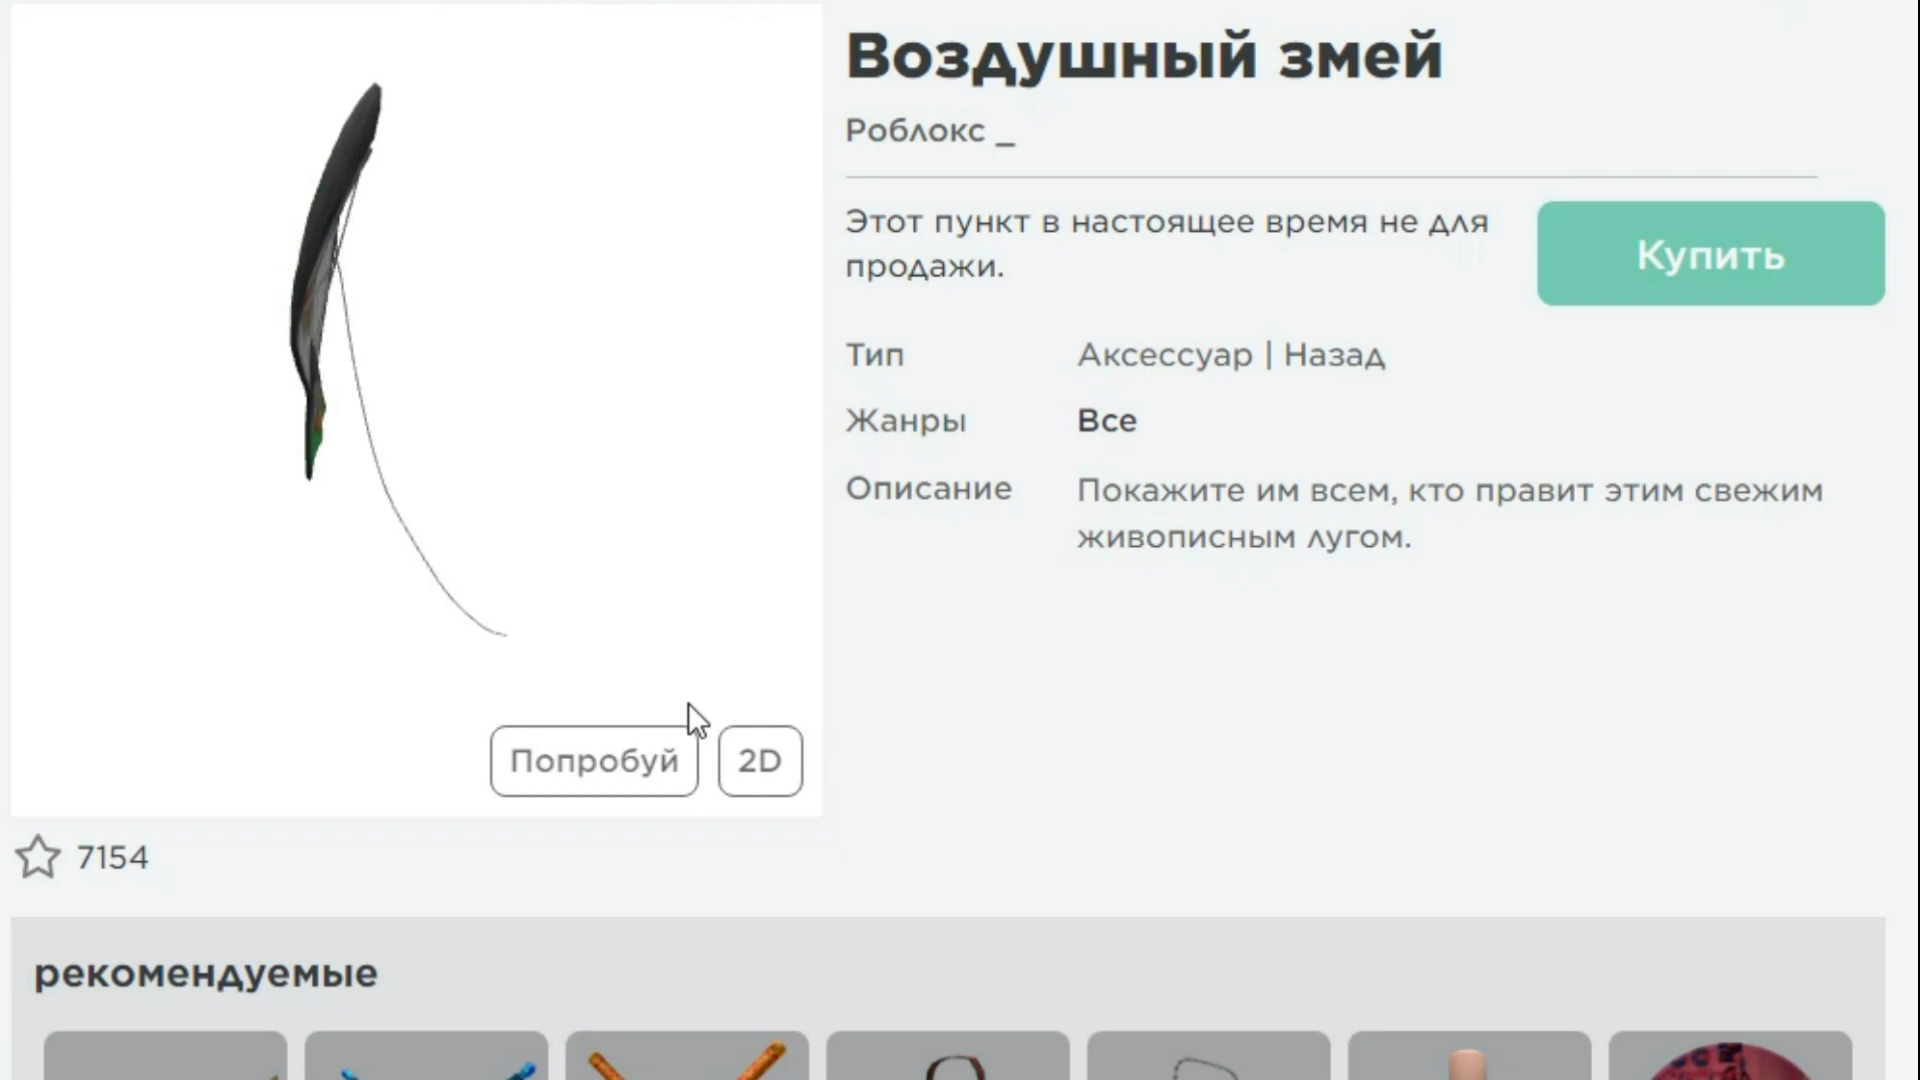 Воздушный змей
Роблокс _
Этот пункт в настоящее время не для
продажи.
Купить
Тип
Аксессуар | Назад
Жанры
Все
Описание
Покажите им всем, кто правит этим свежим
живописным лугом.
Попробуй
2D
7154
рекомендуемые